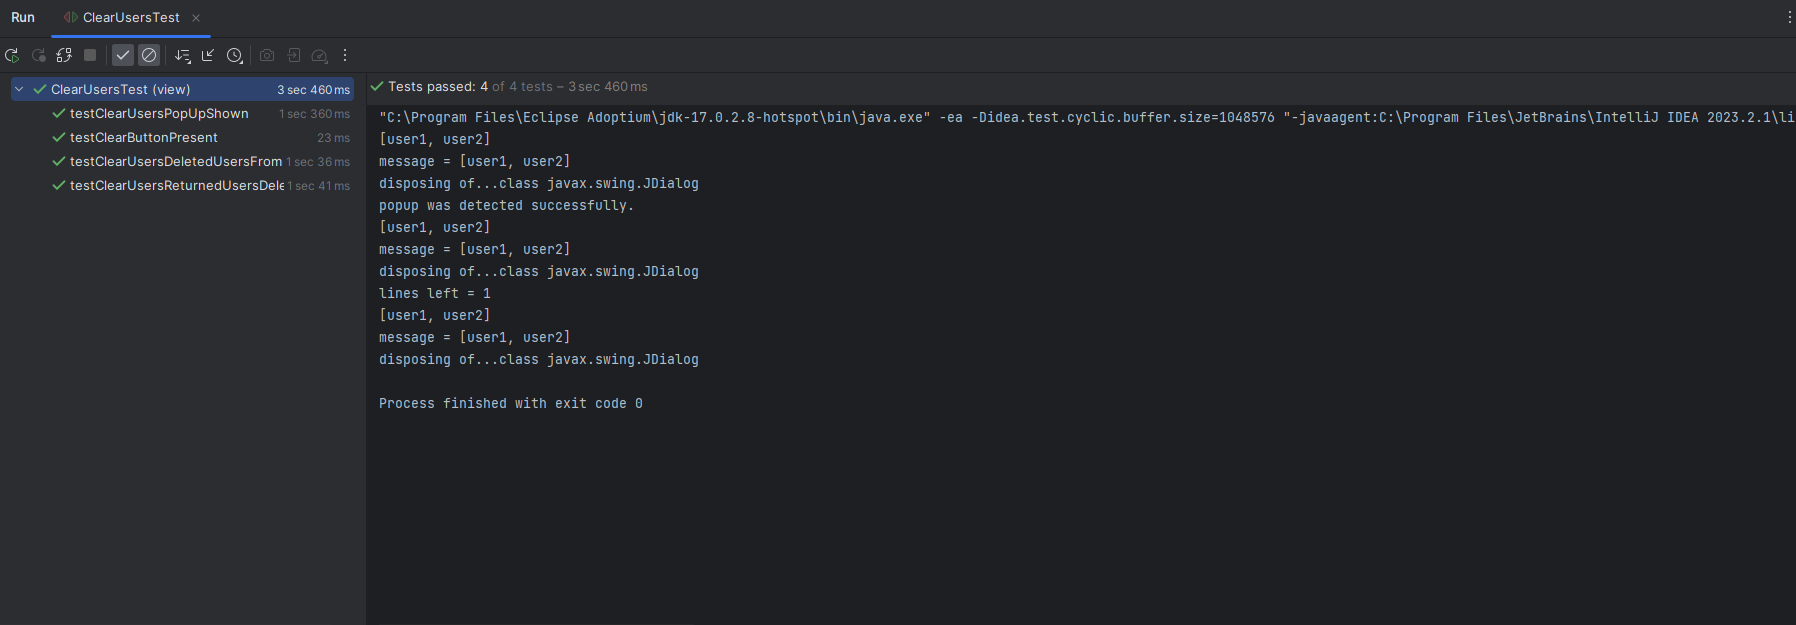 Run ClearUsersTest
ClearUsersTest (view) 3 sec 460 ms
testClearUsersPopUpShown 1 sec 360 ms
testClearButtonPresent 23 ms
testClearUsersDeletedUsersFrom 1 sec 36 ms
testClearUsersReturnedUsersDele 1 sec 41 ms
Tests passed: 4 of 4 tests – 3 sec 460 ms
"C:\Program Files\Eclipse Adoptium\jdk-17.0.2.8-hotspot\bin\java.exe" -ea -Didea.test.cyclic.buffer.size=1048576 "-javaagent:C:\Program Files\JetBrains\IntelliJ IDEA 2023.2.1\li
[user1, user2]
message = [user1, user2]
disposing of...class javax.swing.JDialog
popup was detected successfully.
[user1, user2]
message = [user1, user2]
disposing of...class javax.swing.JDialog
lines left = 1
[user1, user2]
message = [user1, user2]
disposing of...class javax.swing.JDialog
Process finished with exit code 0